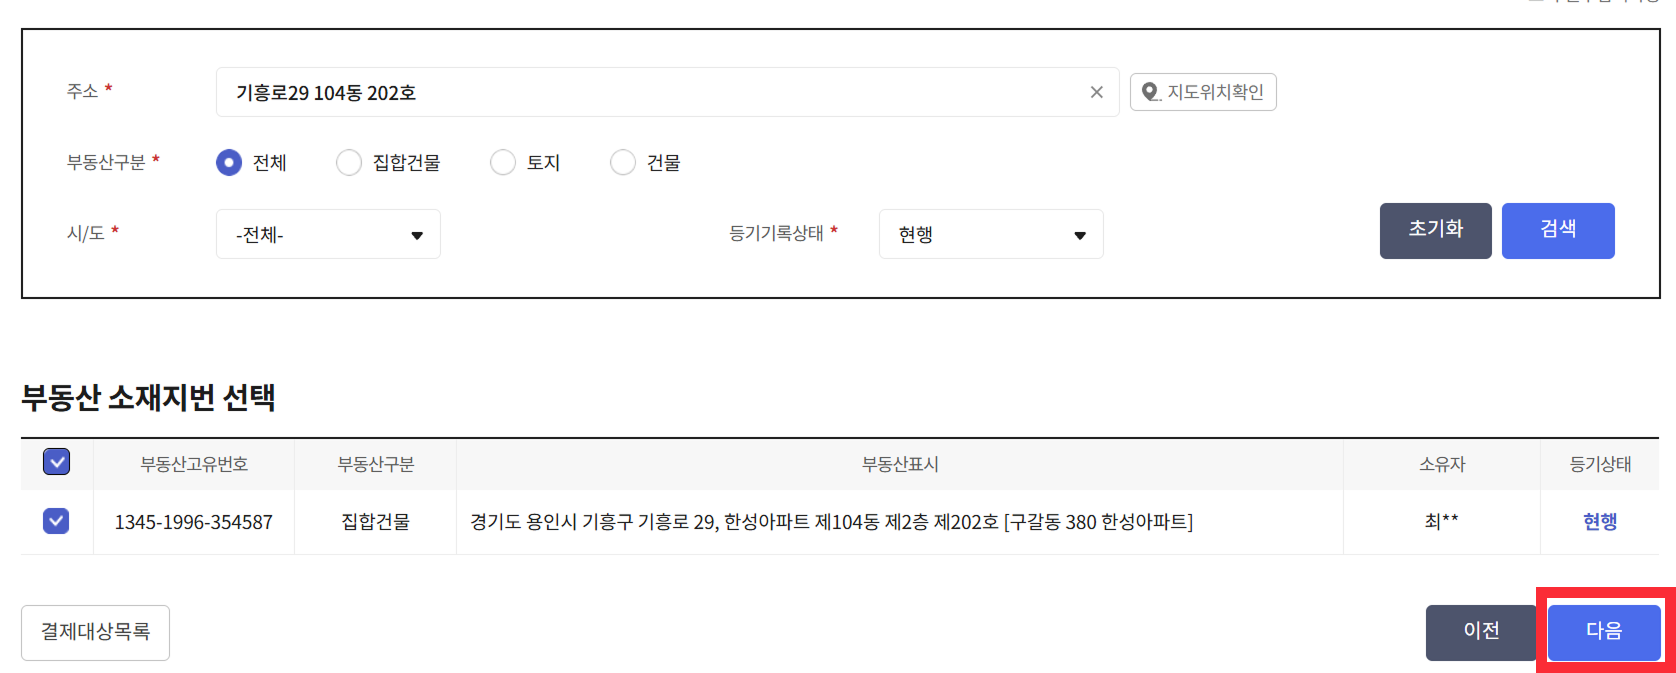 주소 * 기흥로29 104동 202호 × 지도위치확인
부동산구분 * 전체 집합건물 토지 건물
시/도 * -전체- 등기기록상태 * 현행 초기화 검색
부동산 소재지번 선택
부동산고유번호 부동산구분 부동산표시 소유자 등기상태
1345-1996-354587 집합건물 경기도 용인시 기흥구 기흥로 29, 한성아파트 제104동 제2층 제202호 [구갈동 380 한성아파트] 최** 현행
결제대상목록 이전 다음